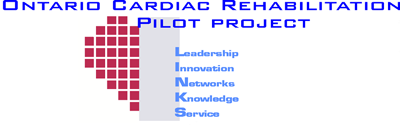 Ontario Cardiac Rehabilitation
Pilot project
Leadership
Innovation
Networks
Knowledge
Service